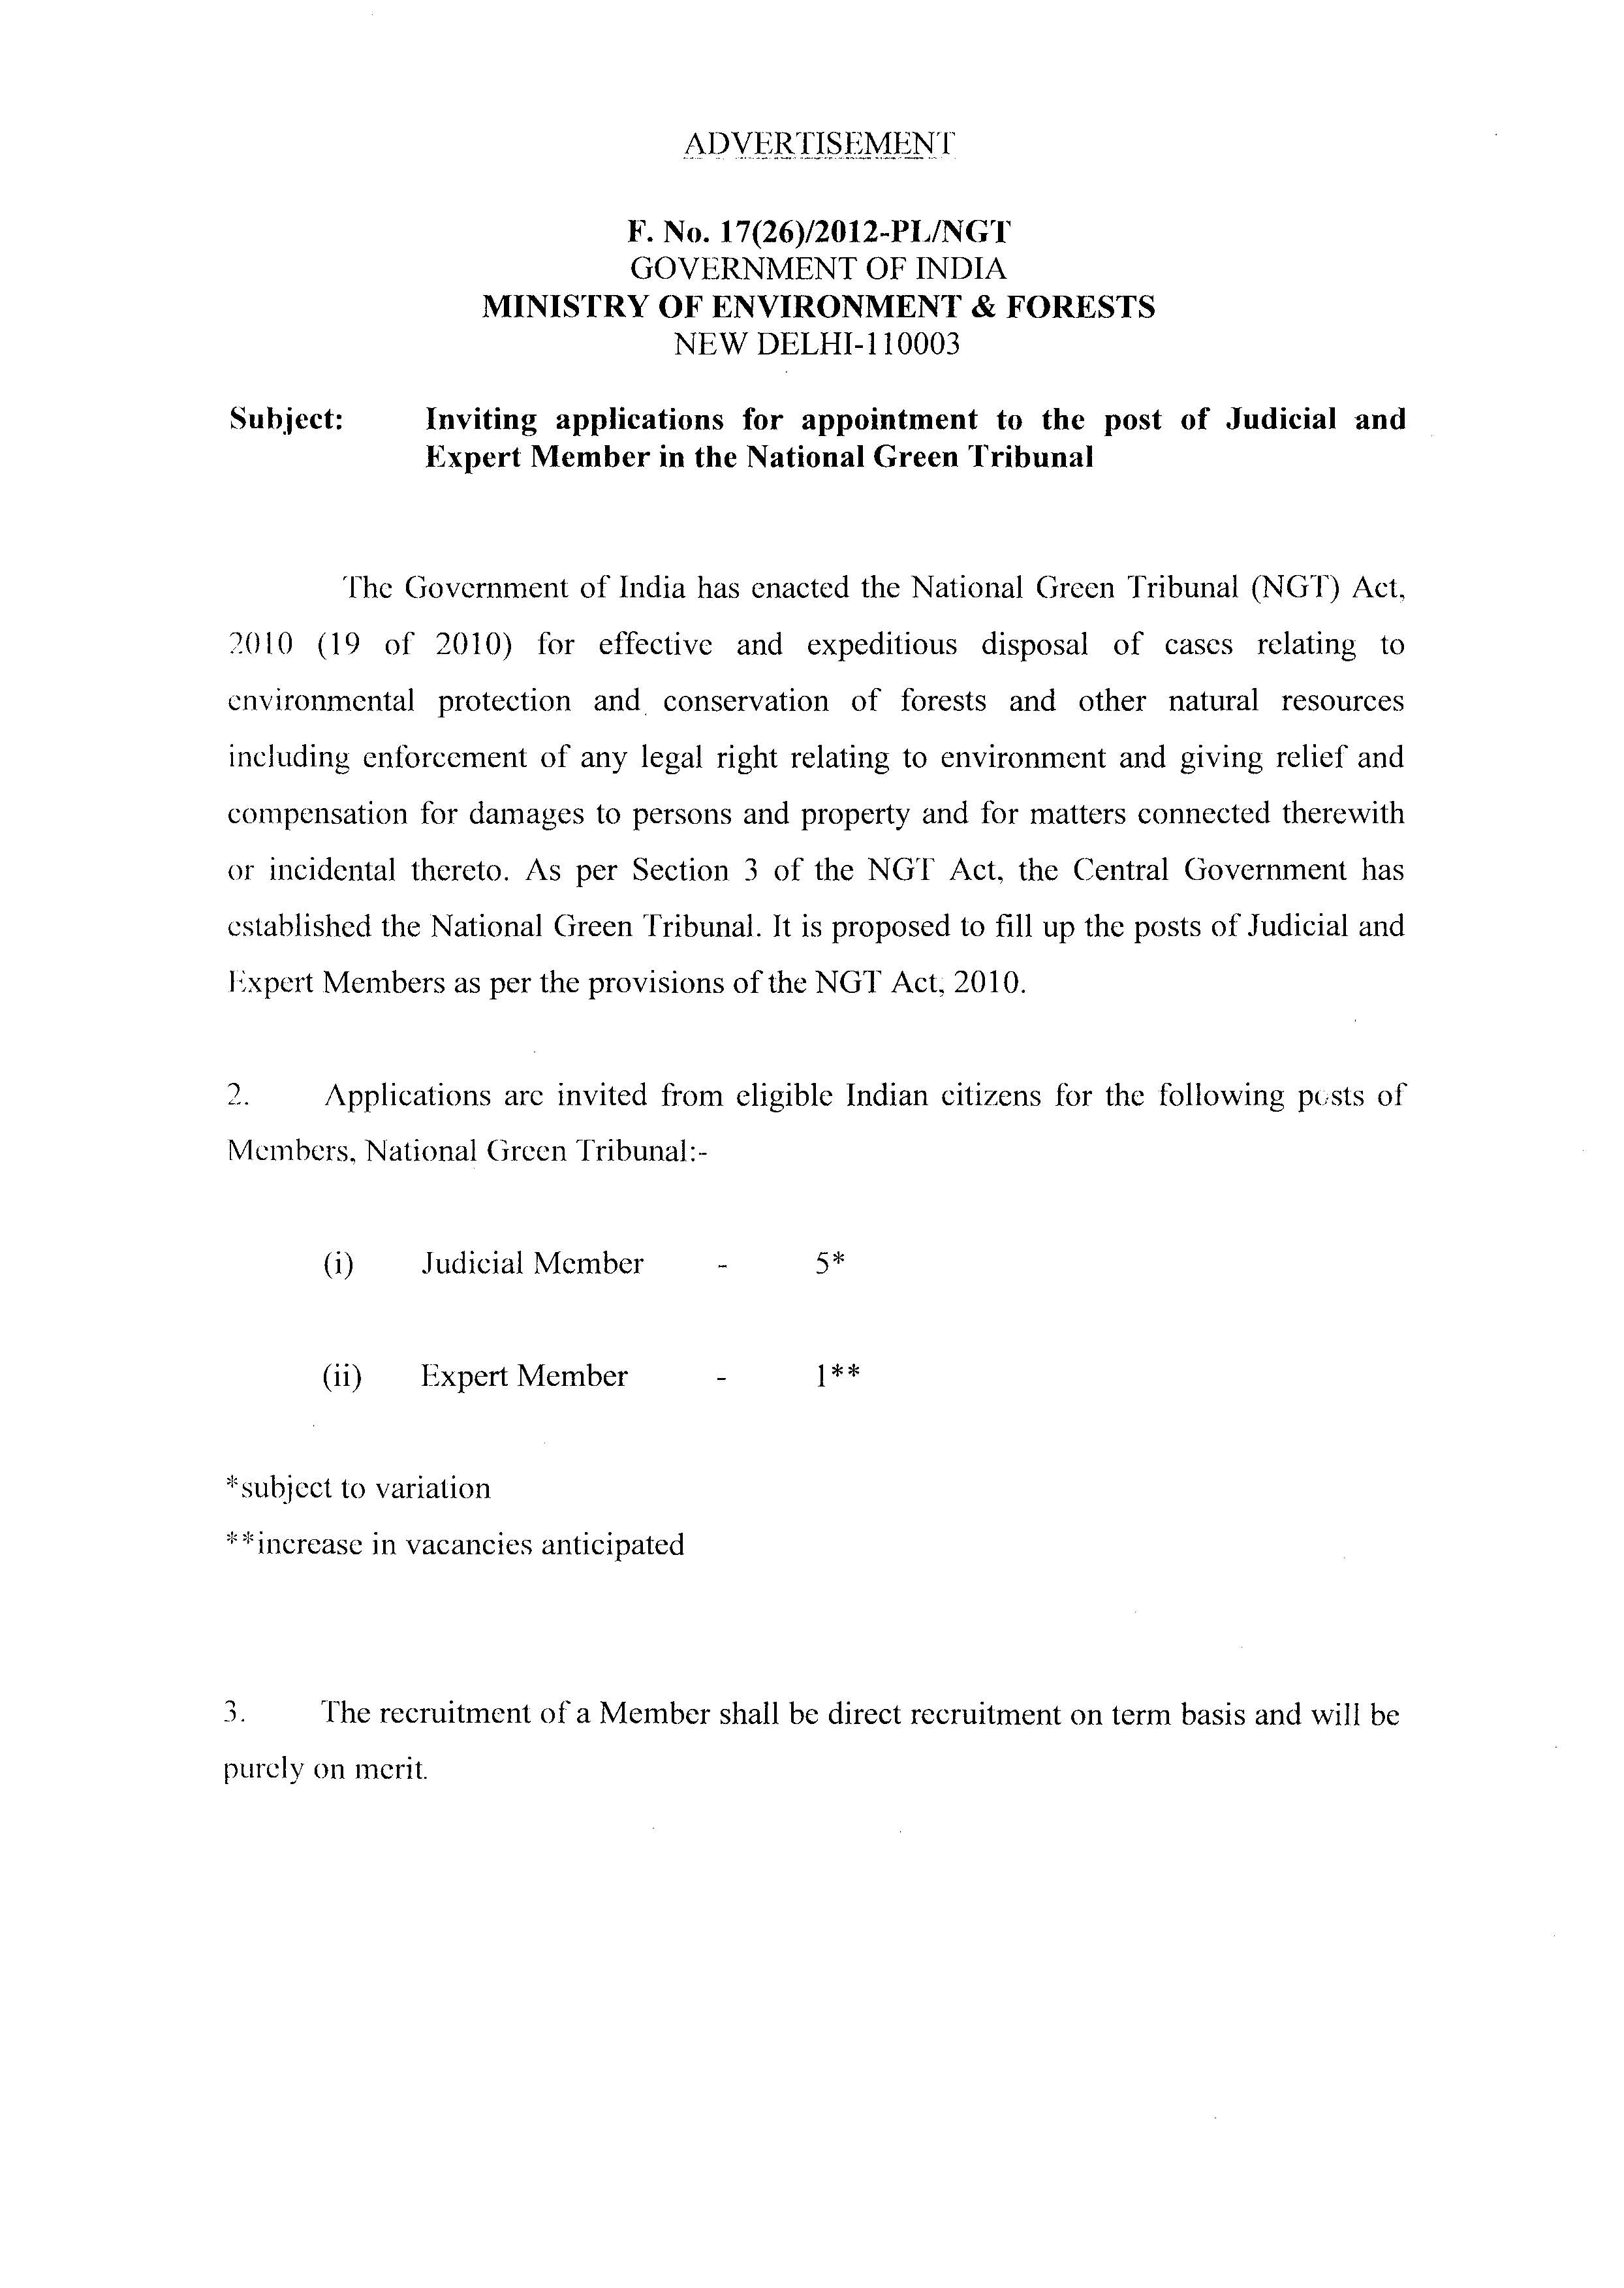 ADVERTISEMENT
F. No. 17(26)/2012-PL/NGT
GOVERNMENT OF INDIA
MINISTRY OF ENVIRONMENT & FORESTS
NEW DELHI-110003
Subject: Inviting applications for appointment to the post of Judicial and
Expert Member in the National Green Tribunal
The Government of India has enacted the National Green Tribunal (NGT) Act,
2010 (19 of 2010) for effective and expeditious disposal of cases relating to
environmental protection and conservation of forests and other natural resources
including enforcement of any legal right relating to environment and giving relief and
compensation for damages to persons and property and for matters connected therewith
or incidental thereto. As per Section 3 of the NGT Act, the Central Government has
established the National Green Tribunal. It is proposed to fill up the posts of Judicial and
Expert Members as per the provisions of the NGT Act, 2010.
2. Applications are invited from eligible Indian citizens for the following posts of
Members, National Green Tribunal:-
(i) Judicial Member - 5*
(ii) Expert Member - 1**
*subject to variation
**increase in vacancies anticipated
3. The recruitment of a Member shall be direct recruitment on term basis and will be
purely on merit.